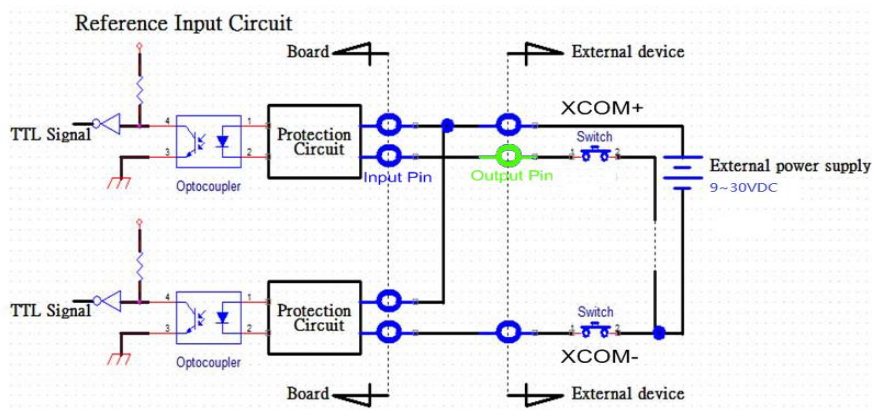 Reference Input Circuit
Board
External device
XCOM+
TTL Signal
4
1
3
2
Optocoupler
Protection
Circuit
Input Pin
Output Pin
Switch
1
2
External power supply
9~30VDC
TTL Signal
4
1
3
2
Optocoupler
Protection
Circuit
Switch
1
2
XCOM-
Board
External device